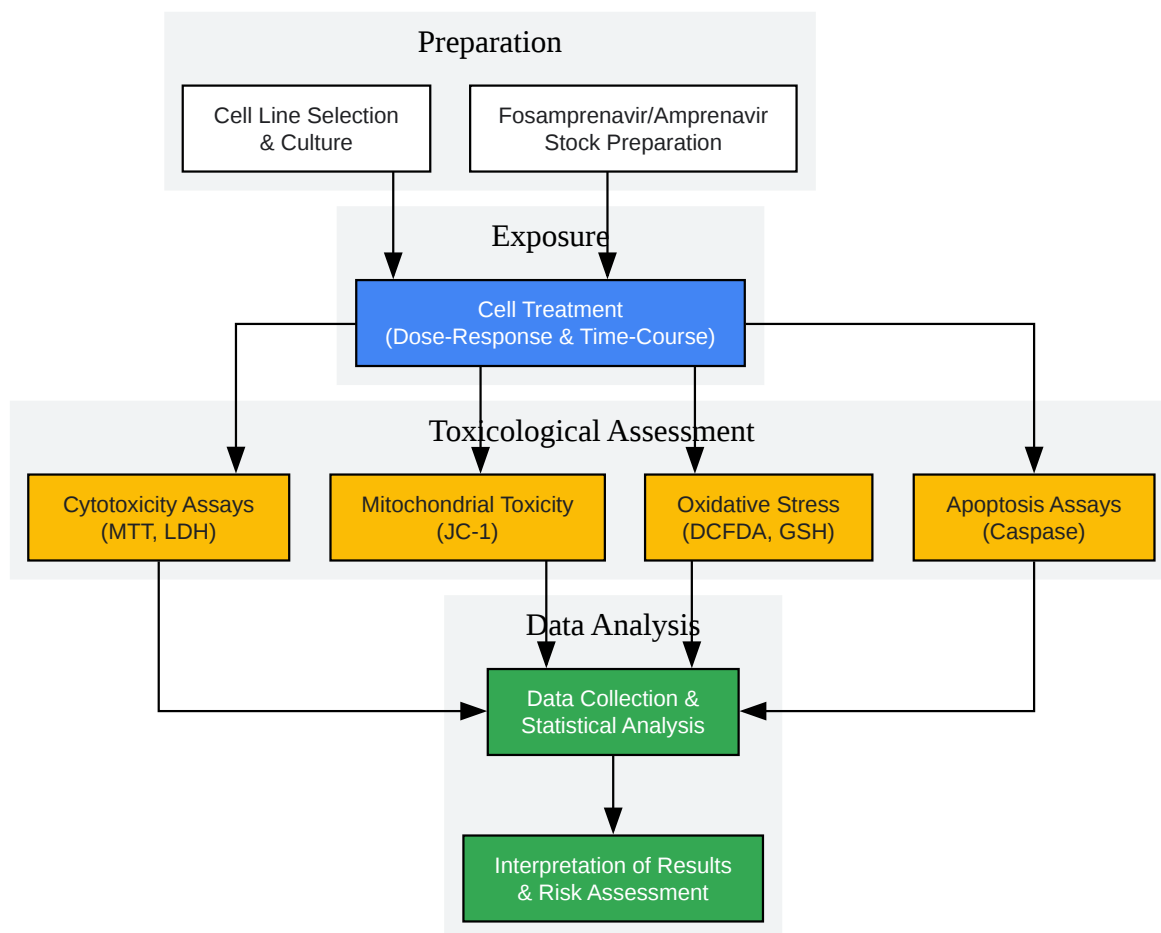 Preparation
Cell Line Selection
& Culture
Fosamprenavir/Amprenavir
Stock Preparation
Exposure
Cell Treatment
(Dose-Response & Time-Course)
Toxicological Assessment
Cytotoxicity Assays
(MTT, LDH)
Mitochondrial Toxicity
(JC-1)
Oxidative Stress
(DCFDA, GSH)
Apoptosis Assays
(Caspase)
Data Analysis
Data Collection &
Statistical Analysis
Interpretation of Results
& Risk Assessment